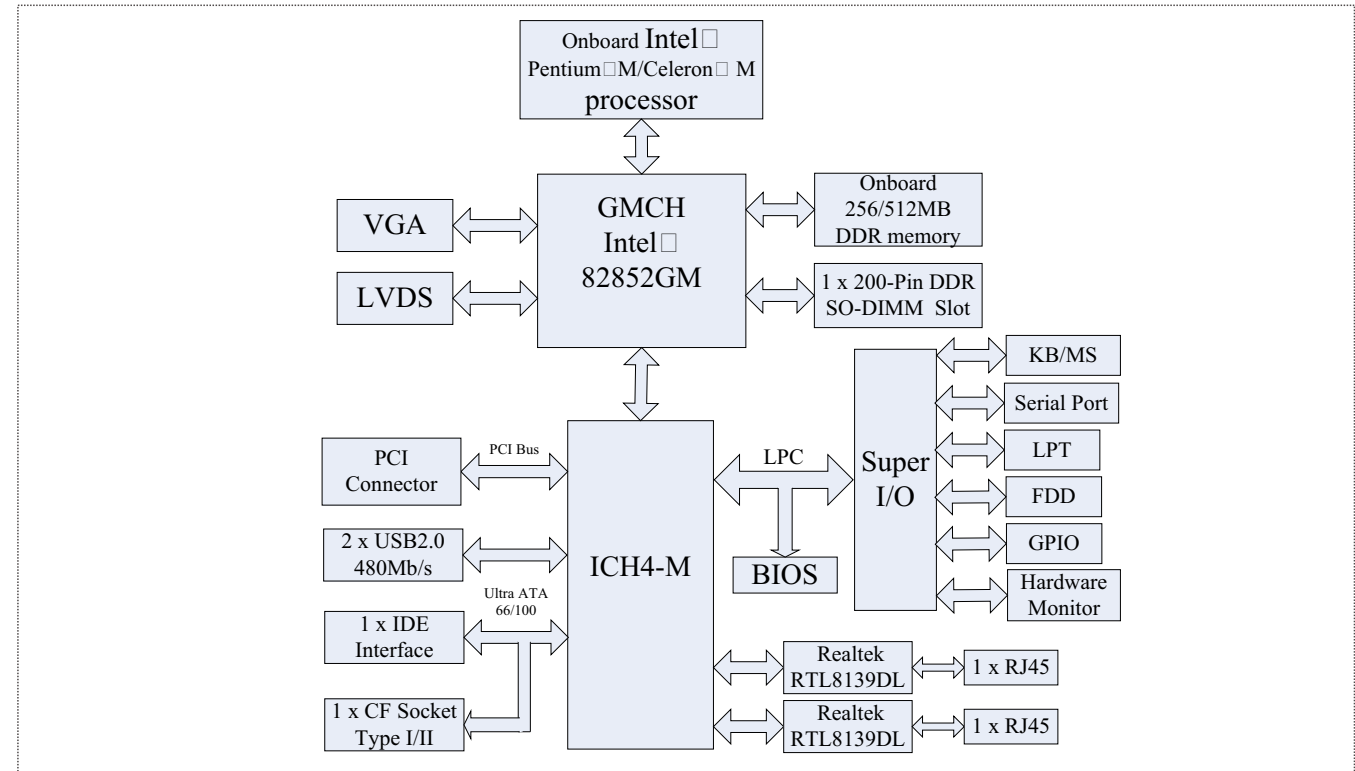 Onboard Intel□
Pentium□M/Celeron□ M
processor
GMCH
Intel□
82852GM
VGA
LVDS
Onboard
256/512MB
DDR memory
1 x 200-Pin DDR
SO-DIMM Slot
KB/MS
Serial Port
LPT
FDD
GPIO
Hardware
Monitor
Super
I/O
LPC
BIOS
ICH4-M
PCI Bus
PCI
Connector
2 x USB2.0
480Mb/s
Ultra ATA
66/100
1 x IDE
Interface
1 x CF Socket
Type I/II
Realtek
RTL8139DL
1 x RJ45
Realtek
RTL8139DL
1 x RJ45